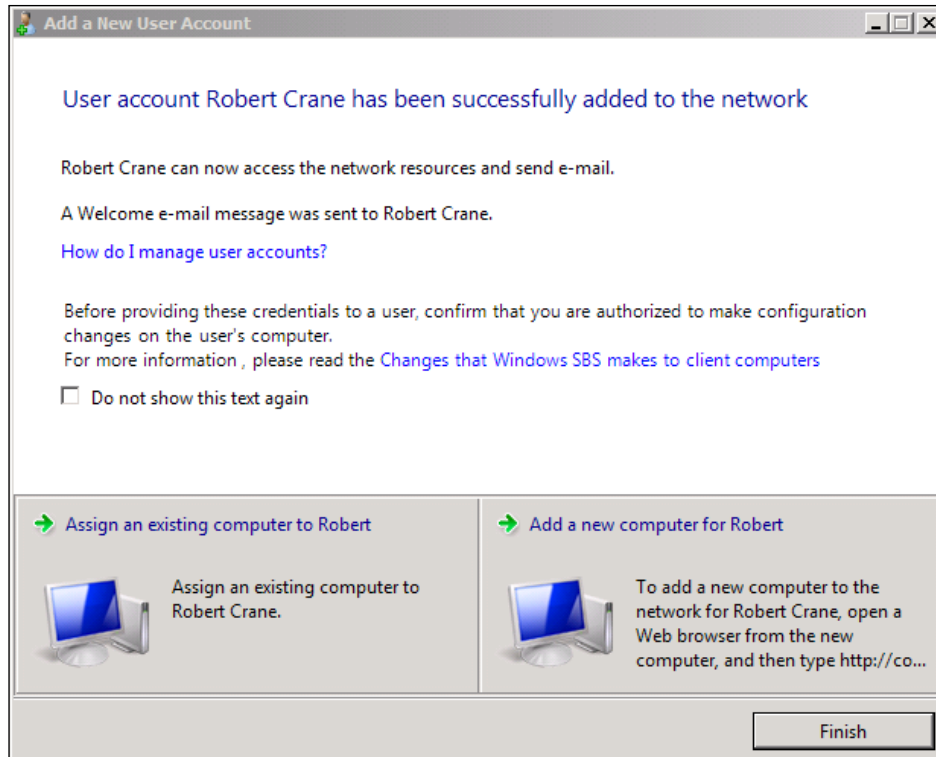 Add a New User Account
User account Robert Crane has been successfully added to the network
Robert Crane can now access the network resources and send e-mail.
A Welcome e-mail message was sent to Robert Crane.
How do I manage user accounts?
Before providing these credentials to a user, confirm that you are authorized to make configuration
changes on the user's computer.
For more information , please read the Changes that Windows SBS makes to client computers
Do not show this text again
Assign an existing computer to Robert
Assign an existing computer to
Robert Crane.
Add a new computer for Robert
To add a new computer to the
network for Robert Crane, open a
Web browser from the new
computer, and then type http://co...
Finish